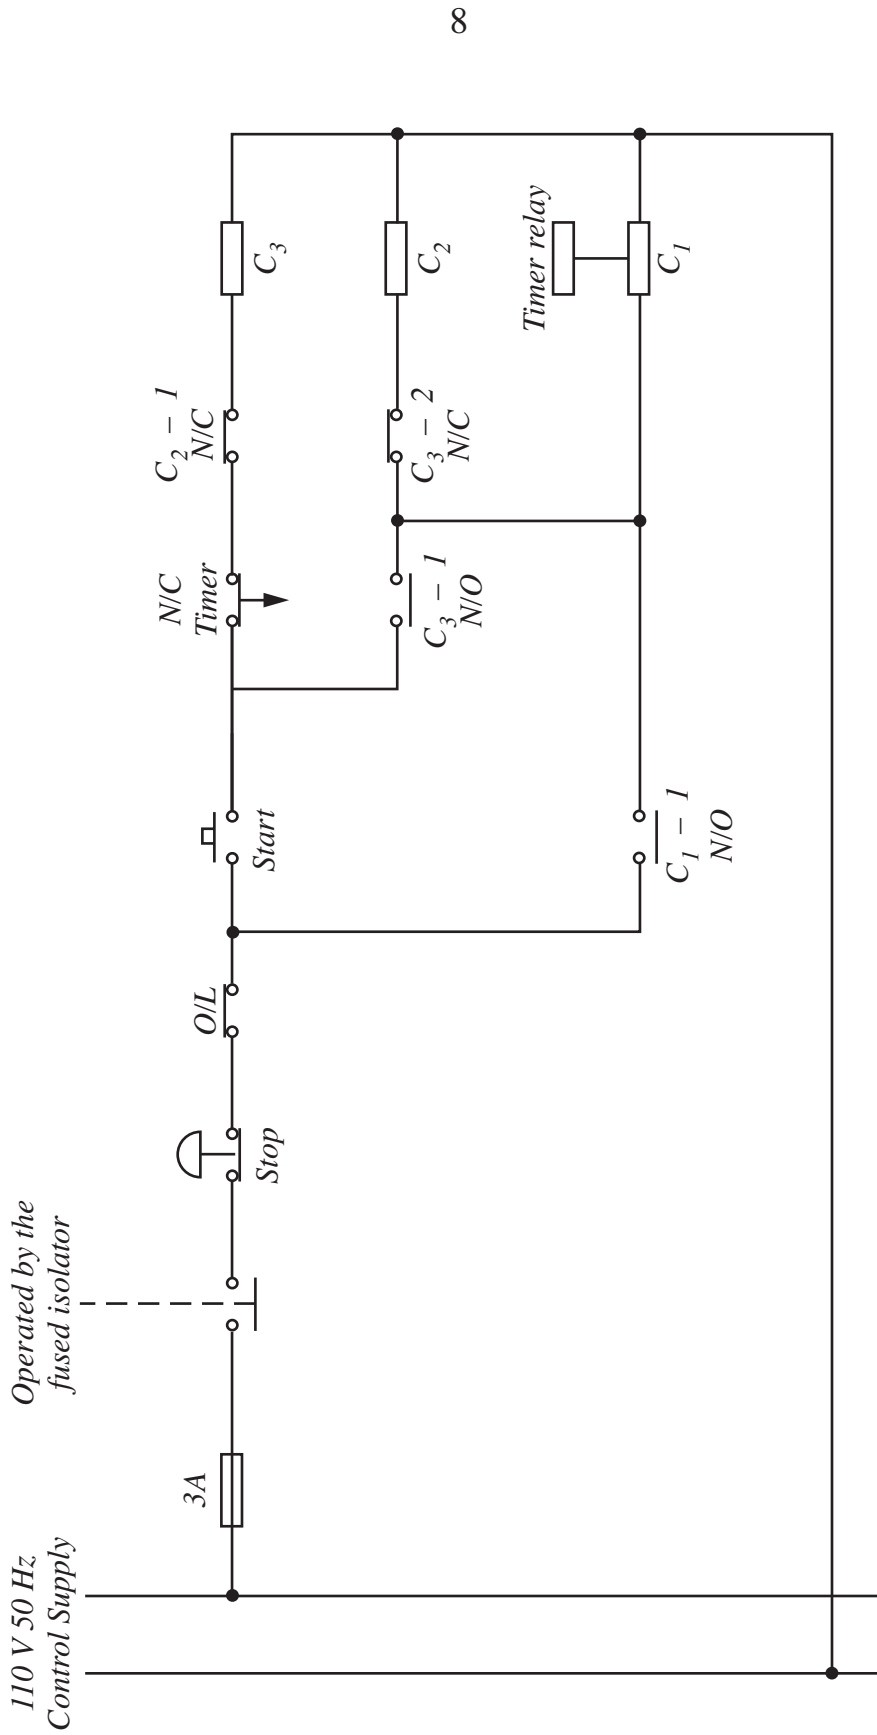 8
110 V 50 Hz
Control Supply
3A
Operated by the
fused isolator
Stop
O/L
Start
N/C
Timer
C₂ – 1
N/C
C₃
C₃ – 1
N/O
C₃ – 2
N/C
C₂
C₁ – 1
N/O
Timer relay
C₁